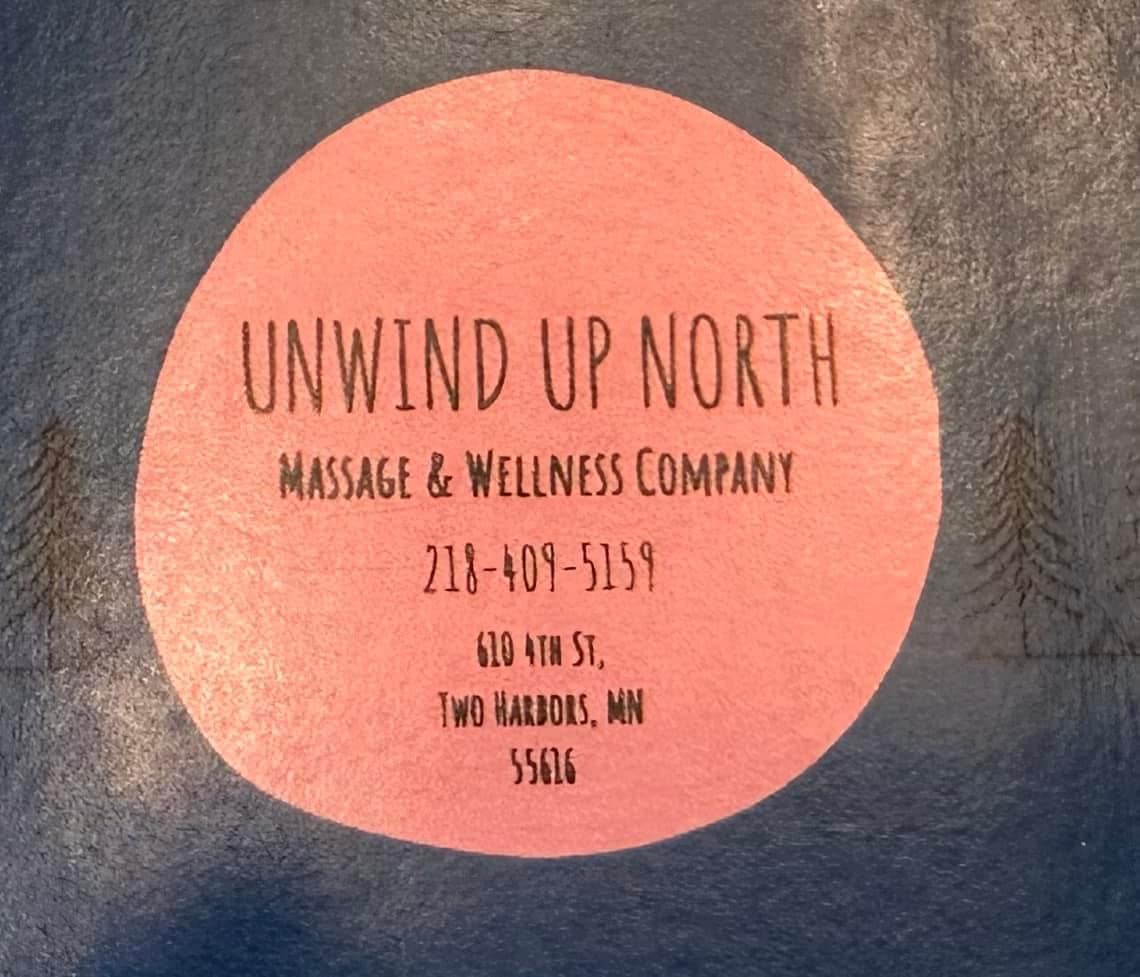 UNWIND UP NORTH
MASSAGE & WELLNESS COMPANY
218-409-5159
610 4TH ST,
TWO HARBORS, MN
55616